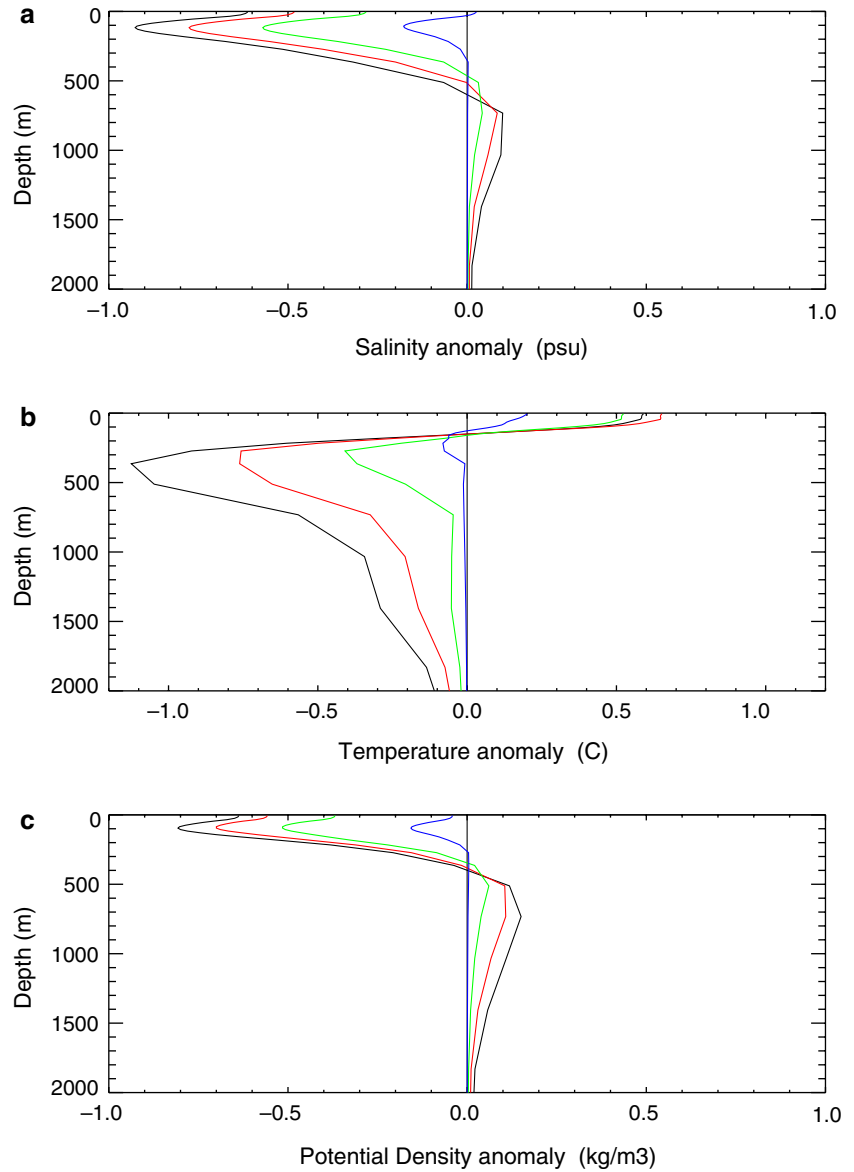 a
0
500
1000
1500
2000
Depth (m)
−1.0 −0.5 0.0 0.5 1.0
Salinity anomaly (psu)
b
0
500
1000
1500
2000
Depth (m)
−1.0 −0.5 0.0 0.5 1.0
Temperature anomaly (C)
c
0
500
1000
1500
2000
Depth (m)
−1.0 −0.5 0.0 0.5 1.0
Potential Density anomaly (kg/m3)